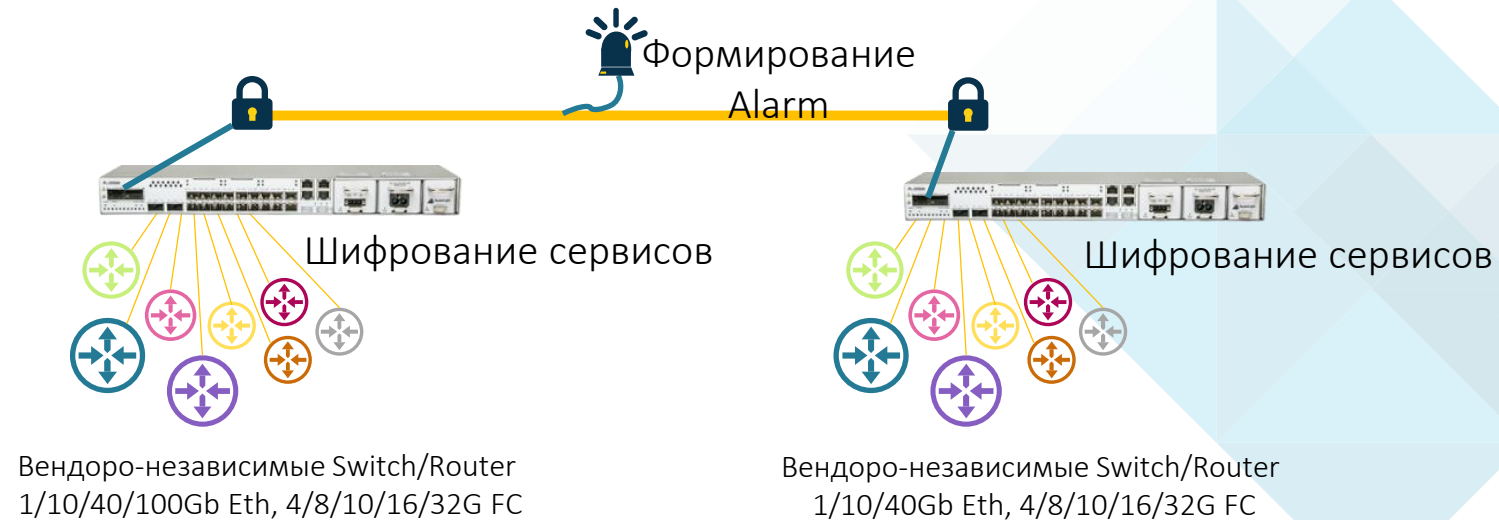 Формирование
Alarm
Шифрование сервисов
Шифрование сервисов
Вендоро-независимые Switch/Router
1/10/40/100Gb Eth, 4/8/10/16/32G FC
Вендоро-независимые Switch/Router
1/10/40Gb Eth, 4/8/10/16/32G FC